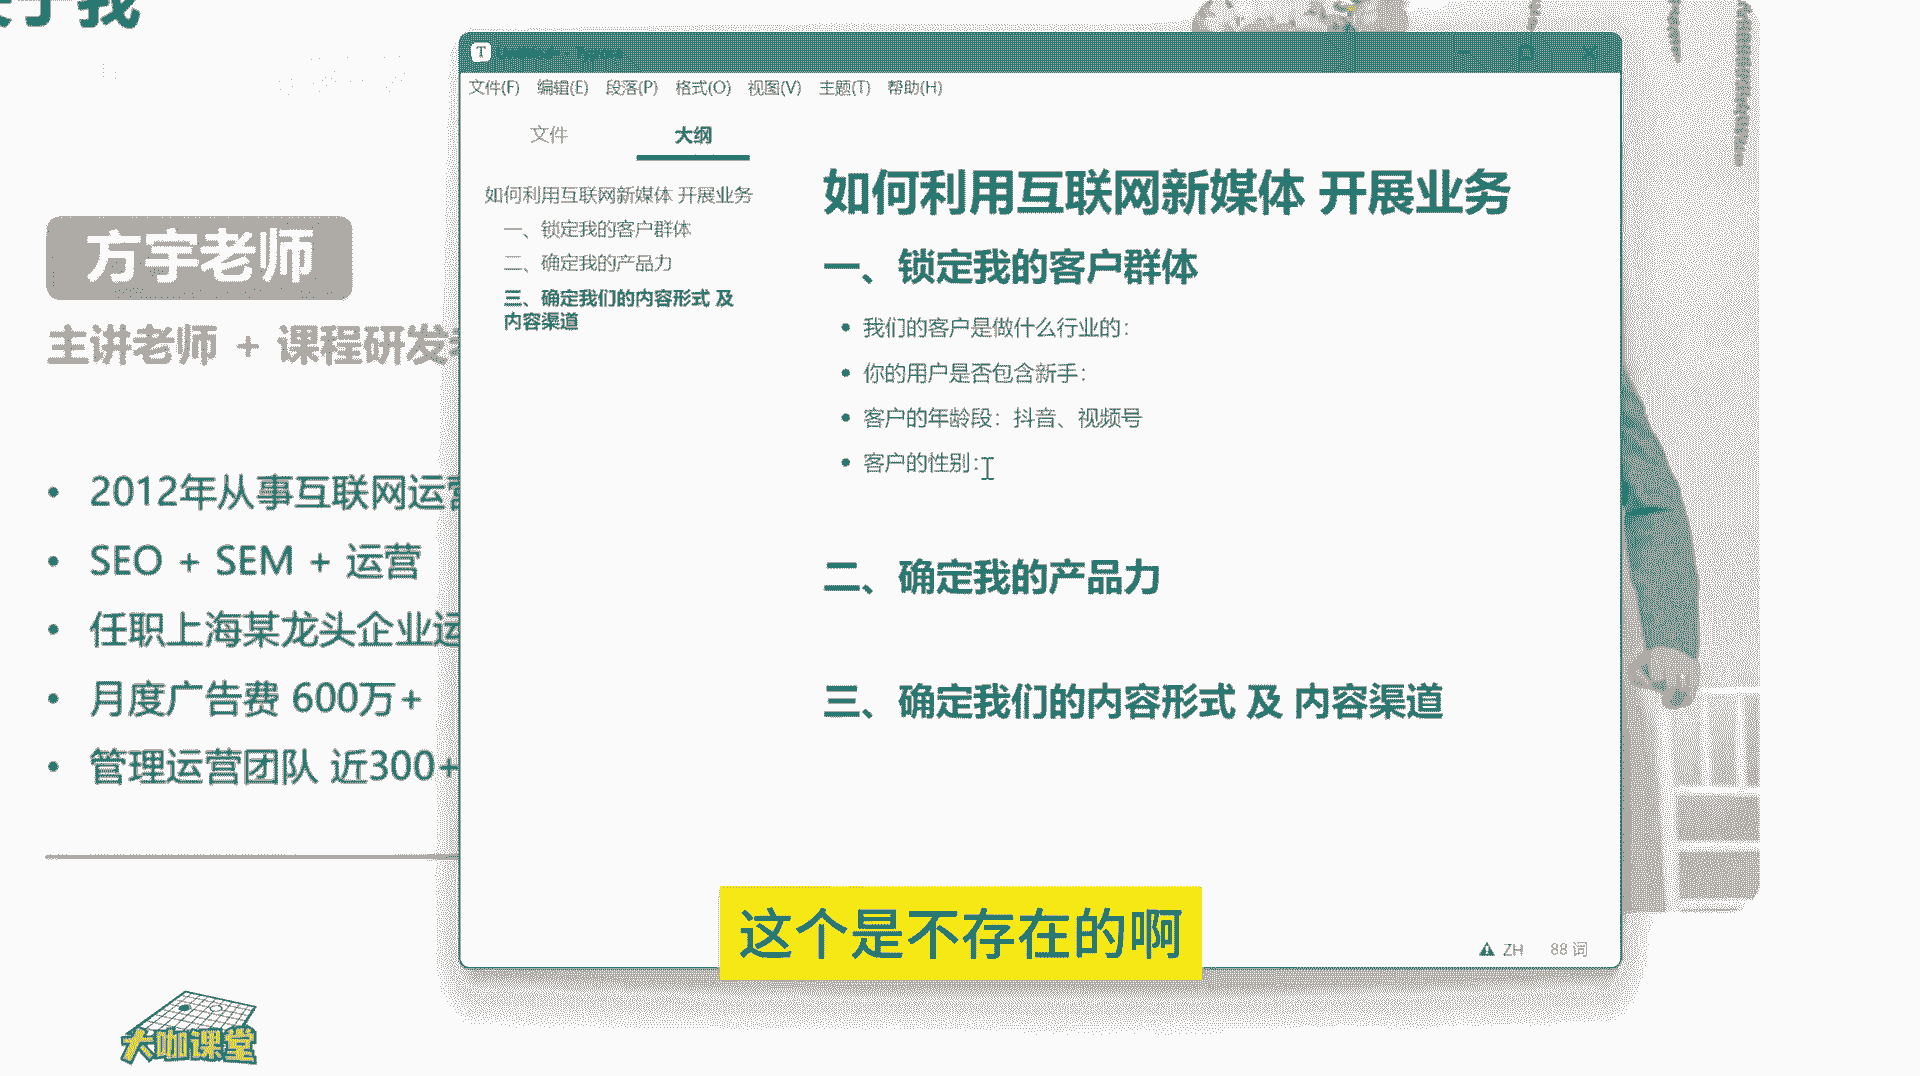 关于我
方宇老师
主讲老师 + 课程研发
2012年从事互联网运营
SEO + SEM + 运营
任职上海某龙头企业运
月度广告费 600万+
管理运营团队 近300+
大咖课堂
T
文件(F) 编辑(E) 段落(P) 格式(O) 视图(V) 主题(T) 帮助(H)
文件 大纲
如何利用互联网新媒体 开展业务
一、锁定我的客户群体
二、确定我的产品力
三、确定我们的内容形式 及
内容渠道
如何利用互联网新媒体 开展业务
一、锁定我的客户群体
我们的客户是做什么行业的：
你的用户是否包含新手：
客户的年龄段：抖音、视频号
客户的性别：
二、确定我的产品力
三、确定我们的内容形式 及 内容渠道
ZH 88 词
这个是不存在的啊